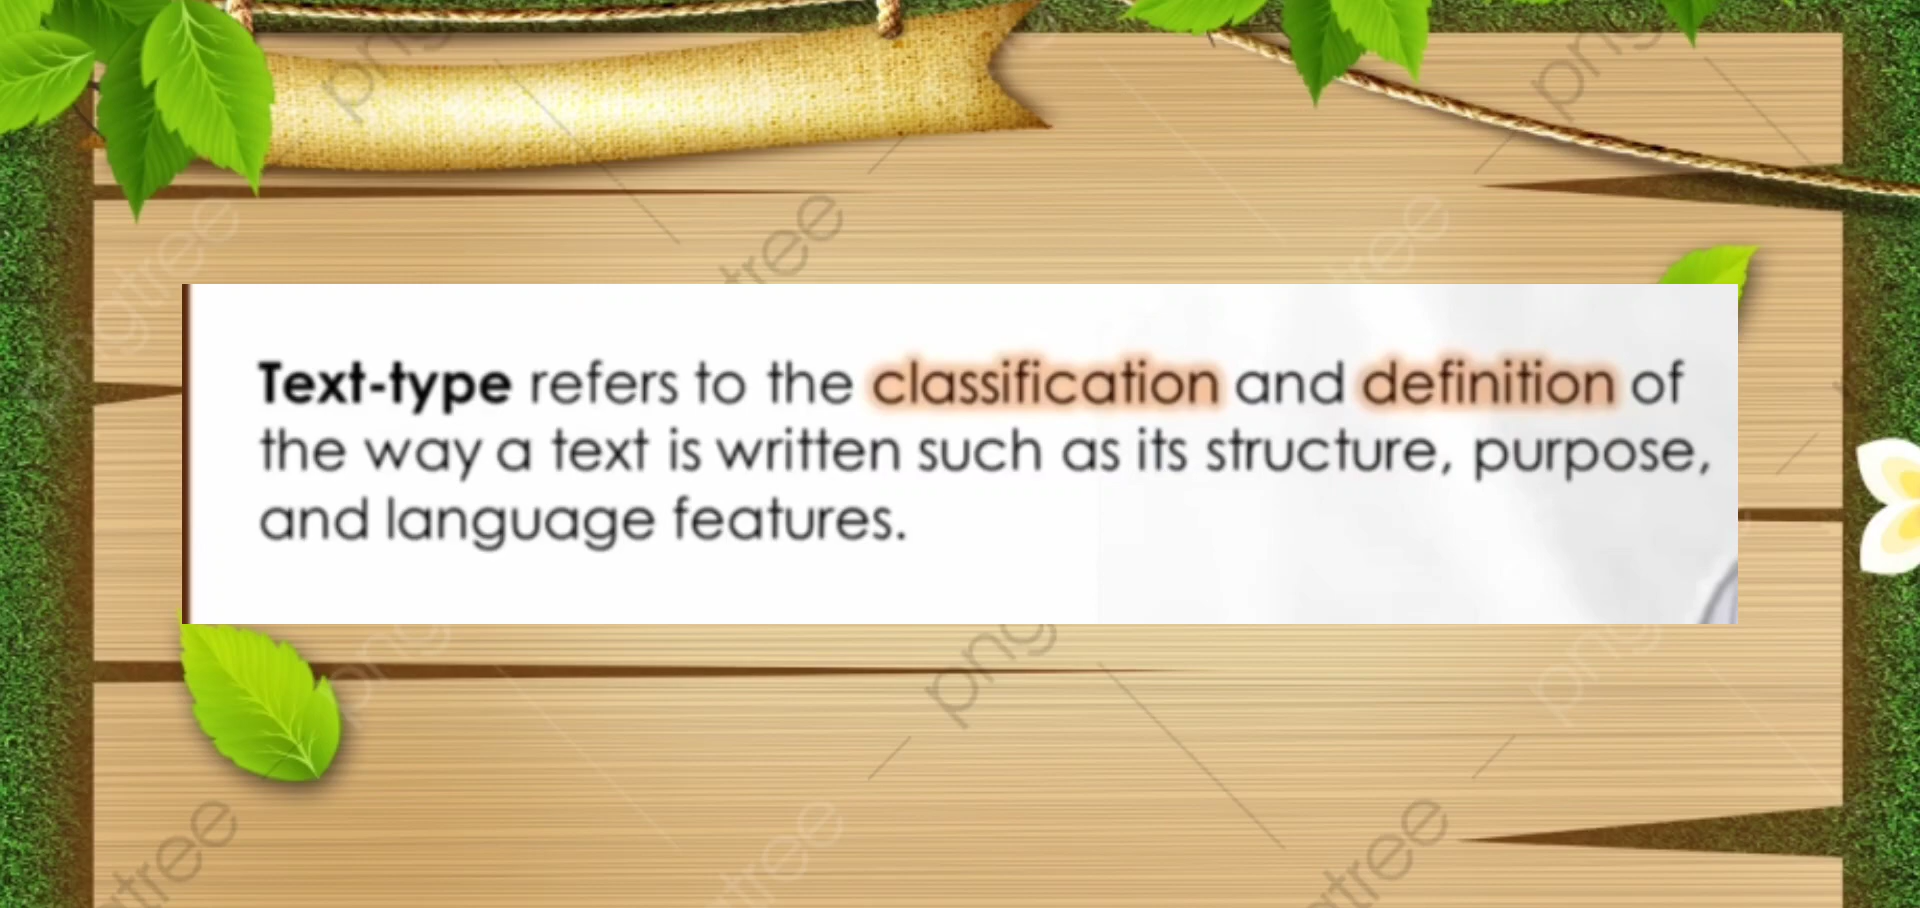 Text-type refers to the classification and definition of
the way a text is written such as its structure, purpose,
and language features.
pngtree